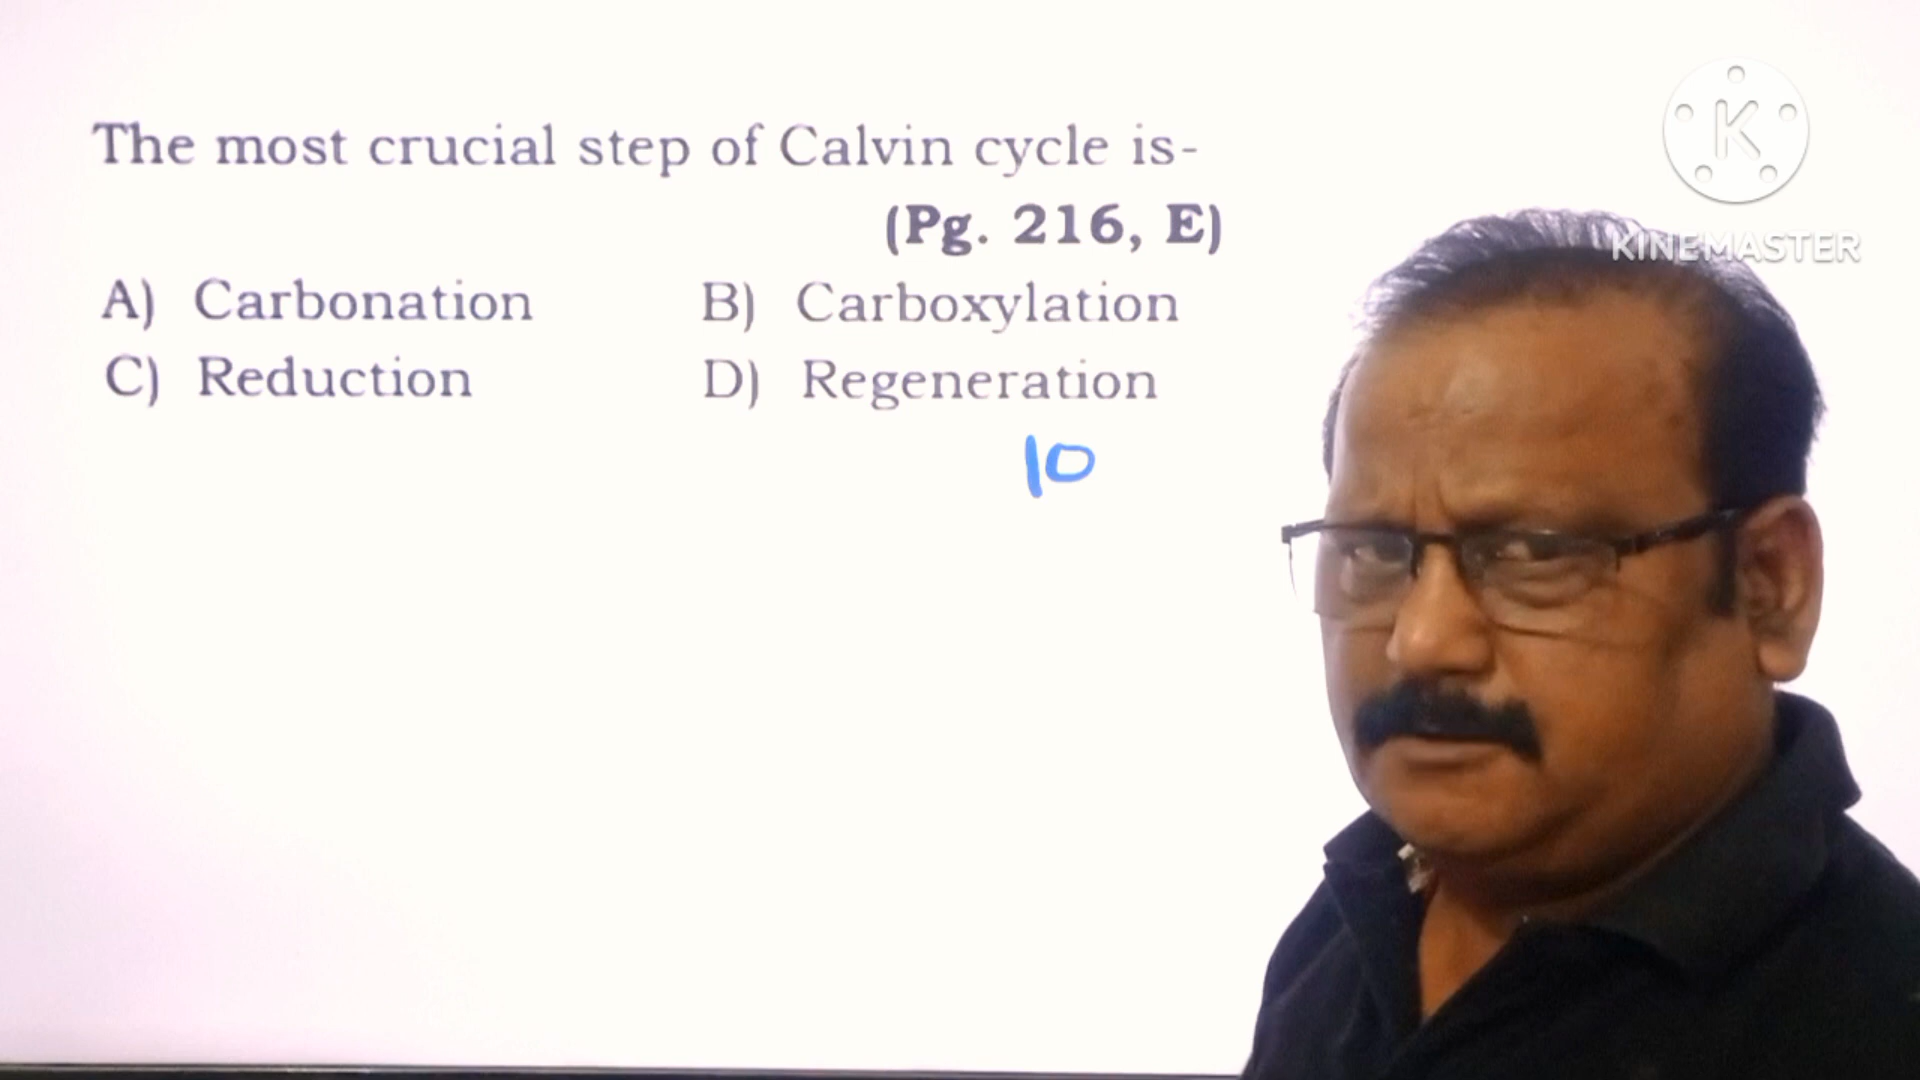 The most crucial step of Calvin cycle is-
(Pg. 216, E)
A) Carbonation B) Carboxylation
C) Reduction D) Regeneration
10
K
KINEMASTER